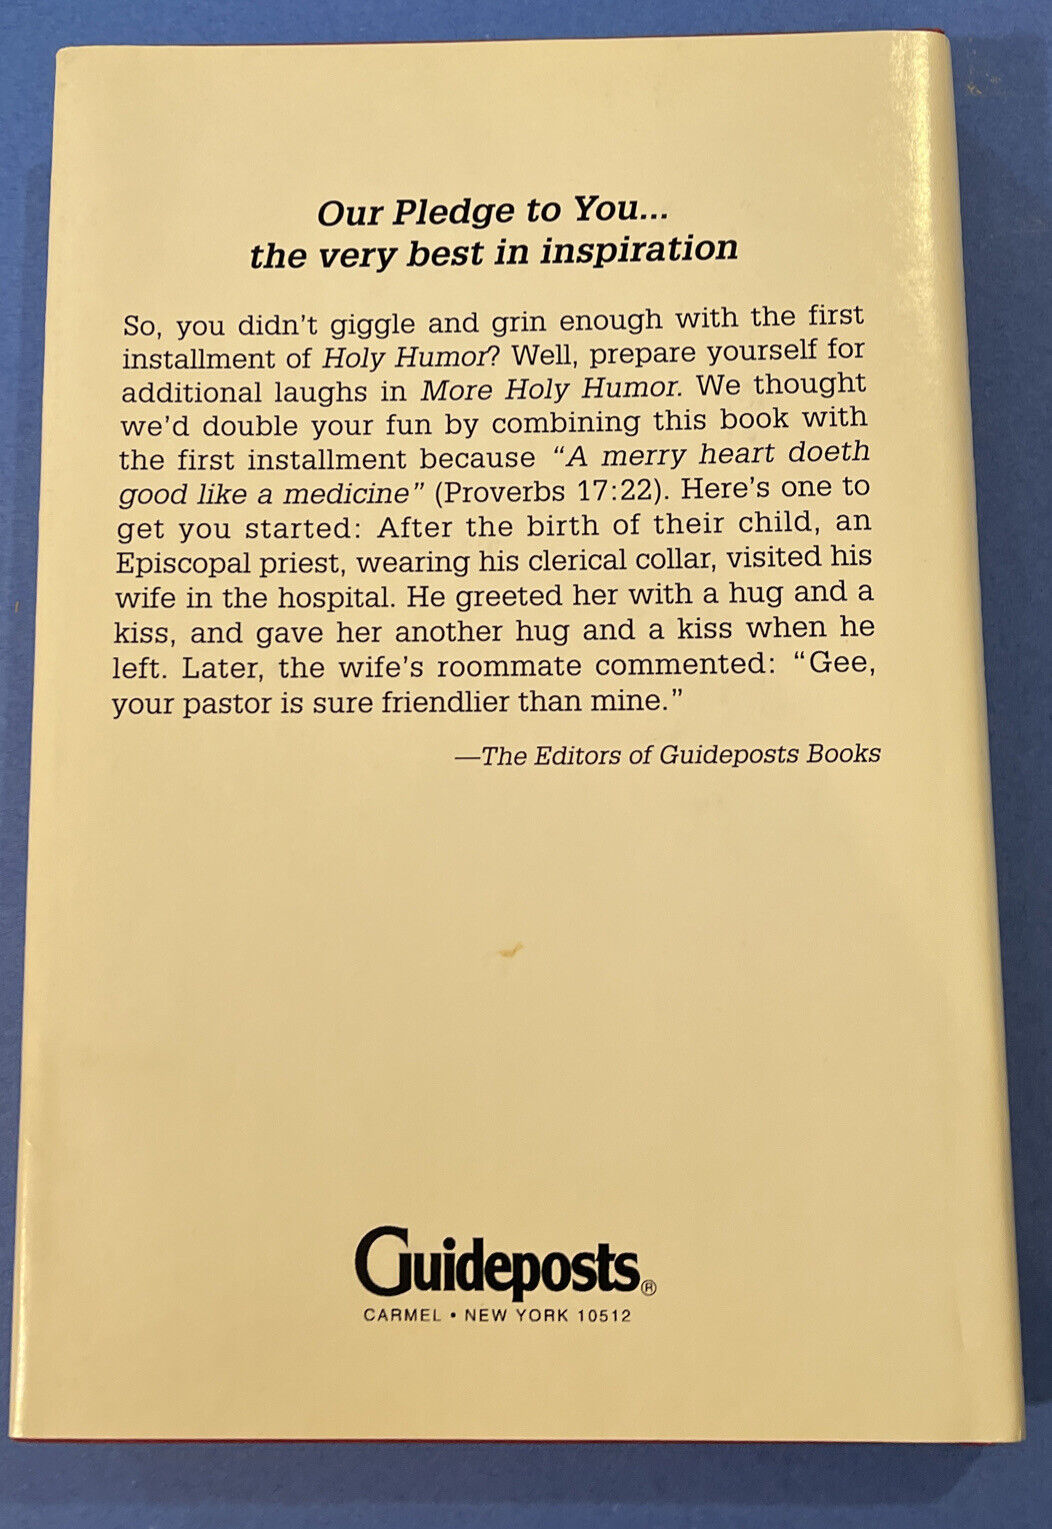 Our Pledge to You...
the very best in inspiration
So, you didn't giggle and grin enough with the first
installment of Holy Humor? Well, prepare yourself for
additional laughs in More Holy Humor. We thought
we'd double your fun by combining this book with
the first installment because “A merry heart doeth
good like a medicine” (Proverbs 17:22). Here's one to
get you started: After the birth of their child, an
Episcopal priest, wearing his clerical collar, visited his
wife in the hospital. He greeted her with a hug and a
kiss, and gave her another hug and a kiss when he
left. Later, the wife's roommate commented: “Gee,
your pastor is sure friendlier than mine.”
—The Editors of Guideposts Books
Guideposts®
CARMEL • NEW YORK 10512